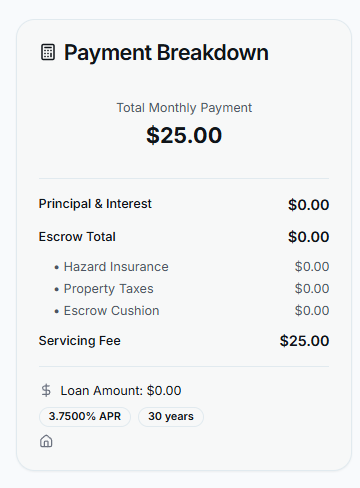 Payment Breakdown
Total Monthly Payment
$25.00
Principal & Interest $0.00
Escrow Total $0.00
• Hazard Insurance $0.00
• Property Taxes $0.00
• Escrow Cushion $0.00
Servicing Fee $25.00
$ Loan Amount: $0.00
3.7500% APR 30 years